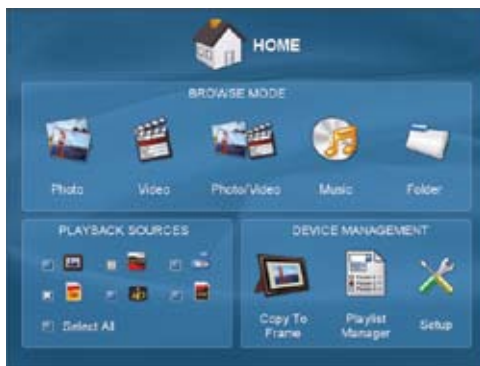 HOME
BROWSE MODE
Photo Video Photo/Video Music Folder
PLAYBACK SOURCES
Select All
DEVICE MANAGEMENT
Copy To Frame
Playlist Manager
Setup